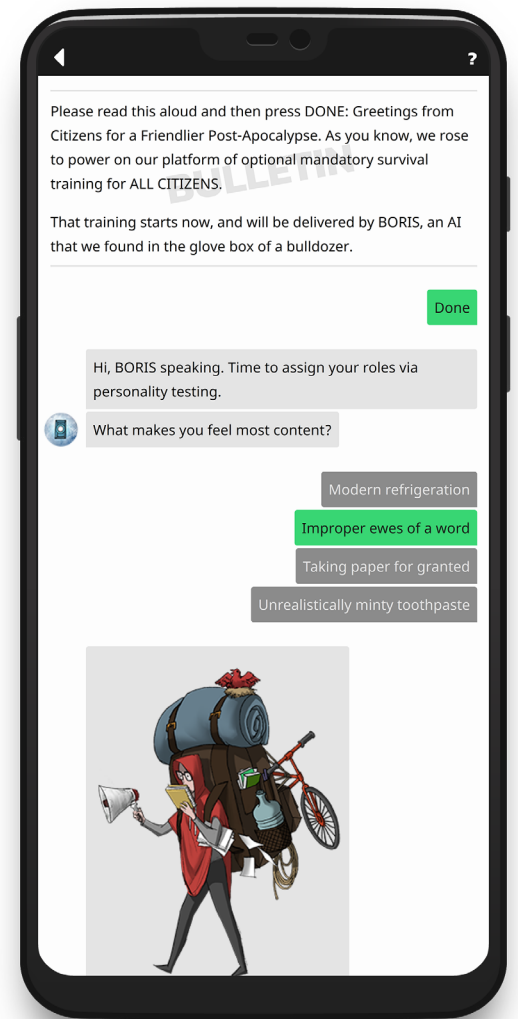 ?
Please read this aloud and then press DONE: Greetings from
Citizens for a Friendlier Post-Apocalypse. As you know, we rose
to power on our platform of optional mandatory survival
training for ALL CITIZENS.
BULLETIN
That training starts now, and will be delivered by BORIS, an AI
that we found in the glove box of a bulldozer.
Done
Hi, BORIS speaking. Time to assign your roles via
personality testing.
What makes you feel most content?
Modern refrigeration
Improper ewes of a word
Taking paper for granted
Unrealistically minty toothpaste